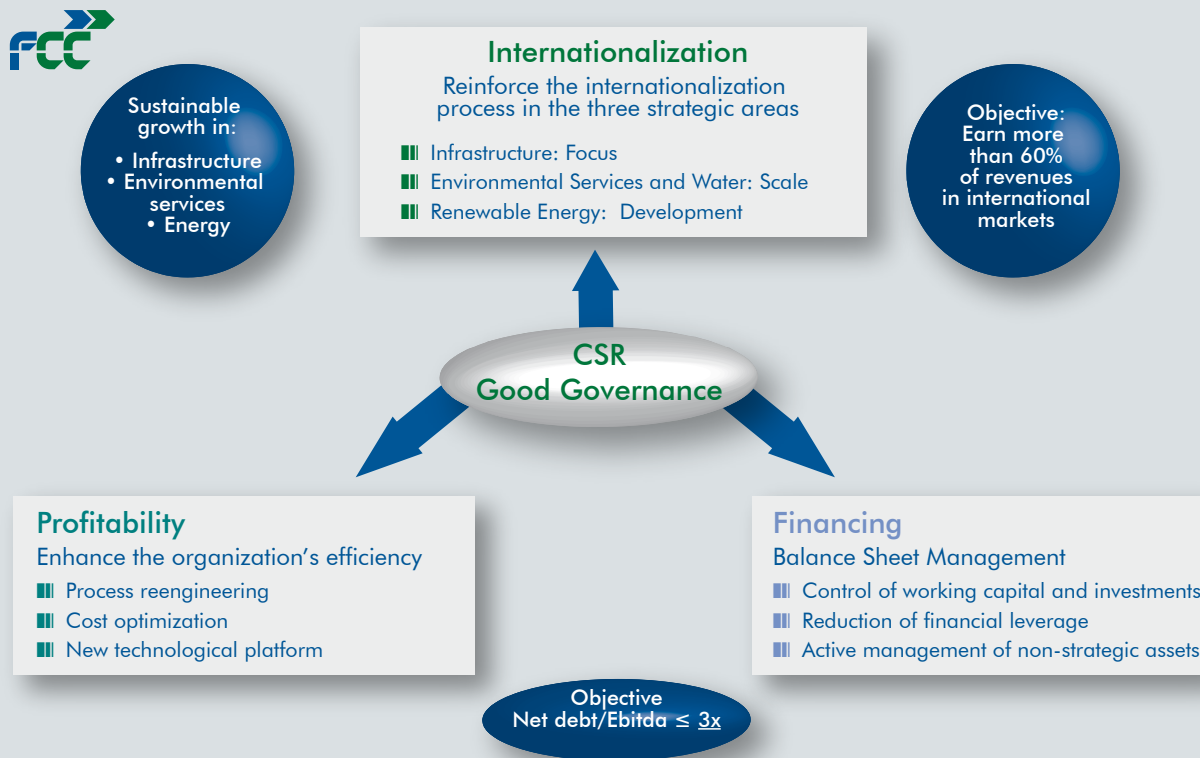 FCC
Internationalization
Reinforce the internationalization
process in the three strategic areas
Infrastructure: Focus
Environmental Services and Water: Scale
Renewable Energy: Development
Sustainable
growth in:
• Infrastructure
• Environmental
services
• Energy
Objective:
Earn more
than 60%
of revenues
in international
markets
CSR
Good Governance
Profitability
Enhance the organization’s efficiency
Process reengineering
Cost optimization
New technological platform
Financing
Balance Sheet Management
Control of working capital and investments
Reduction of financial leverage
Active management of non-strategic assets
Objective
Net debt/Ebitda ≤ 3x